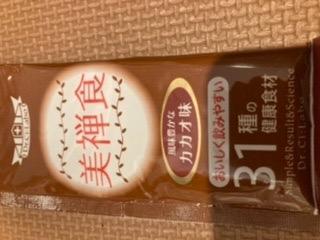 美禅食
風味豊かな
カカオ味
おいしく飲みやすい
31種の
健康食材
Simple&Result&Science
Dr.Ci:Labo